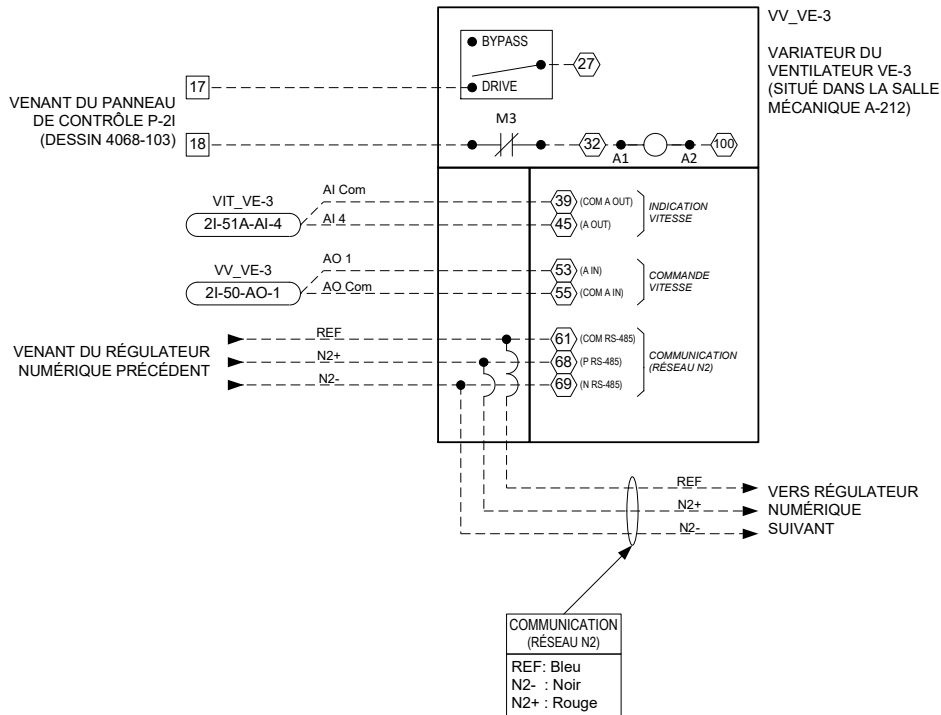 VV_VE-3
VARIATEUR DU
VENTILATEUR VE-3
(SITUÉ DANS LA SALLE
MÉCANIQUE A-212)
BYPASS
27
DRIVE
17
VENANT DU PANNEAU
DE CONTRÔLE P-2I
(DESSIN 4068-103)
18
M3
32
A1
A2
100
VIT_VE-3
2I-51A-AI-4
AI Com
AI 4
39 (COM A OUT)
45 (A OUT)
INDICATION
VITESSE
VV_VE-3
2I-50-AO-1
AO 1
AO Com
53 (A IN)
55 (COM A IN)
COMMANDE
VITESSE
VENANT DU RÉGULATEUR
NUMÉRIQUE PRÉCÉDENT
REF
N2+
N2-
61 (COM RS-485)
68 (P RS-485)
69 (N RS-485)
COMMUNICATION
(RÉSEAU N2)
REF
N2+
N2-
VERS RÉGULATEUR
NUMÉRIQUE
SUIVANT
COMMUNICATION
(RÉSEAU N2)
REF: Bleu
N2- : Noir
N2+ : Rouge